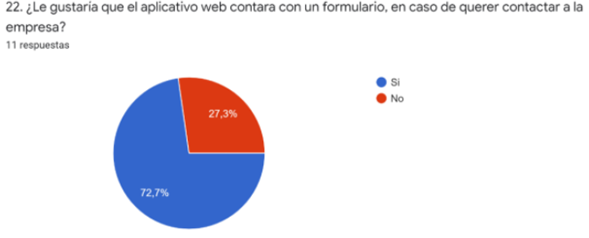 22. ¿Le gustaría que el aplicativo web contara con un formulario, en caso de querer contactar a la
empresa?
11 respuestas
Si
No
27,3%
72,7%